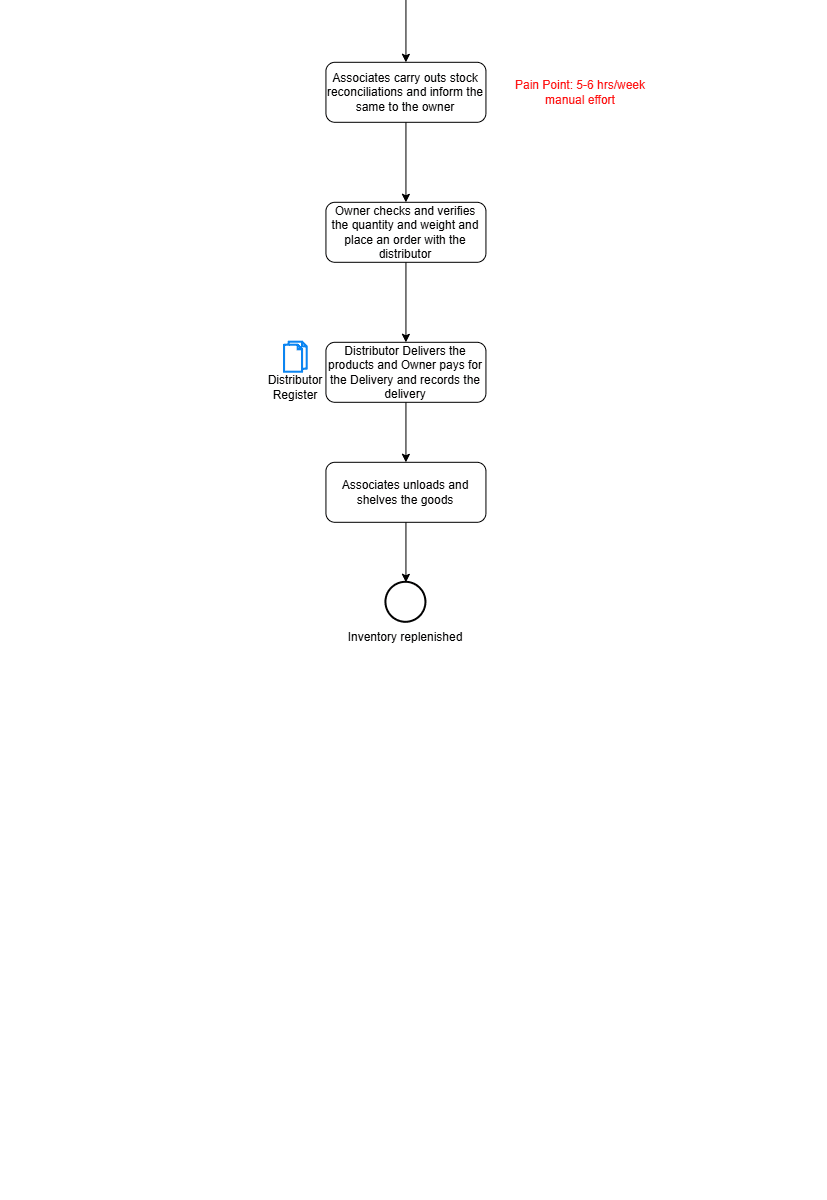 Associates carry outs stock
reconciliations and inform the
same to the owner
Pain Point: 5-6 hrs/week
manual effort
Owner checks and verifies
the quantity and weight and
place an order with the
distributor
Distributor Delivers the
products and Owner pays for
the Delivery and records the
delivery
Distributor
Register
Associates unloads and
shelves the goods
Inventory replenished